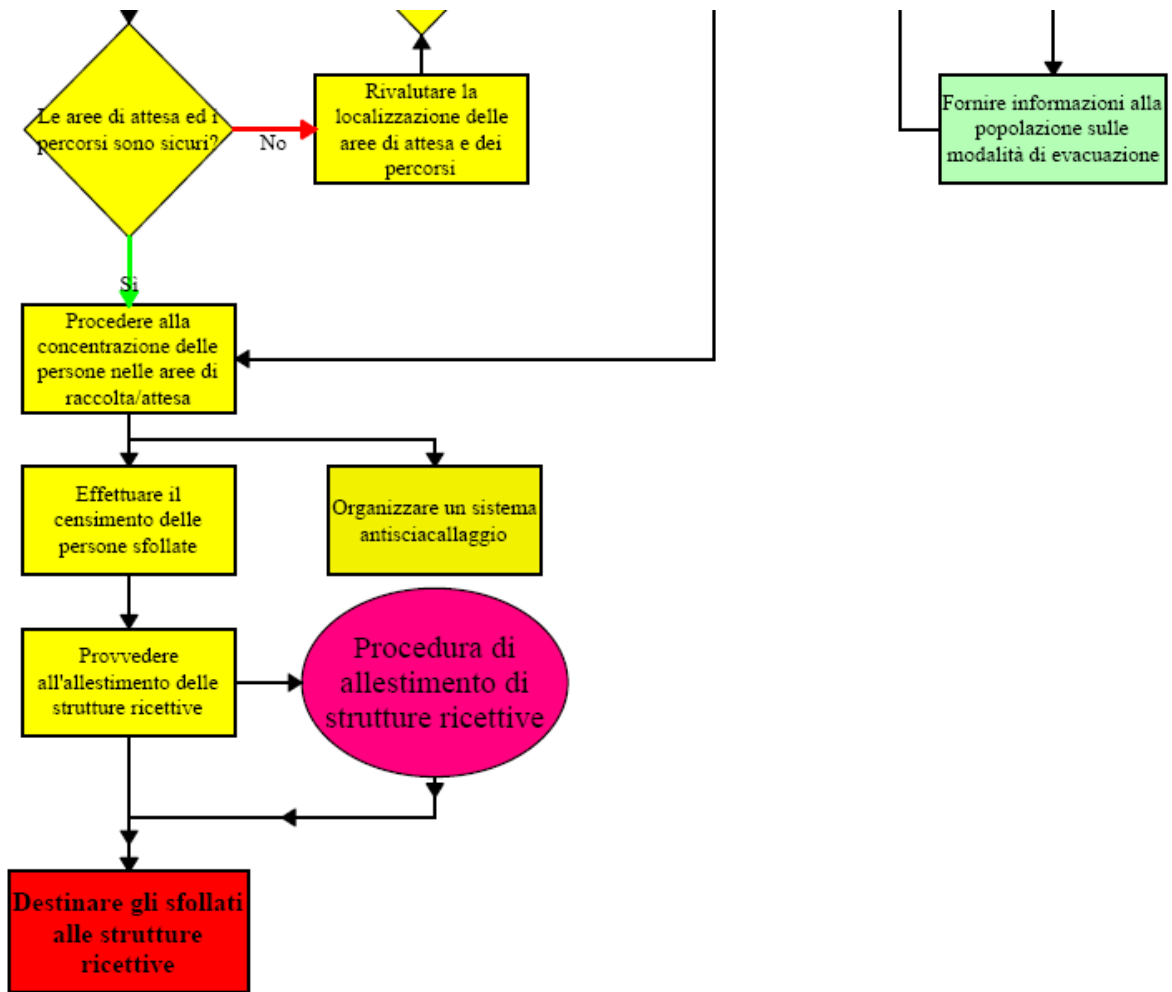 Le aree di attesa ed i
percorsi sono sicuri?
No
Rivalutare la
localizzazione delle
aree di attesa e dei
percorsi
Fornire informazioni alla
popolazione sulle
modalità di evacuazione
Sì
Procedere alla
concentrazione delle
persone nelle aree di
raccolta/attesa
Effettuare il
censimento delle
persone sfollate
Organizzare un sistema
antisciacallaggio
Provvedere
all'allestimento delle
strutture ricettive
Procedura di
allestimento di
strutture ricettive
Destinare gli sfollati
alle strutture
ricettive